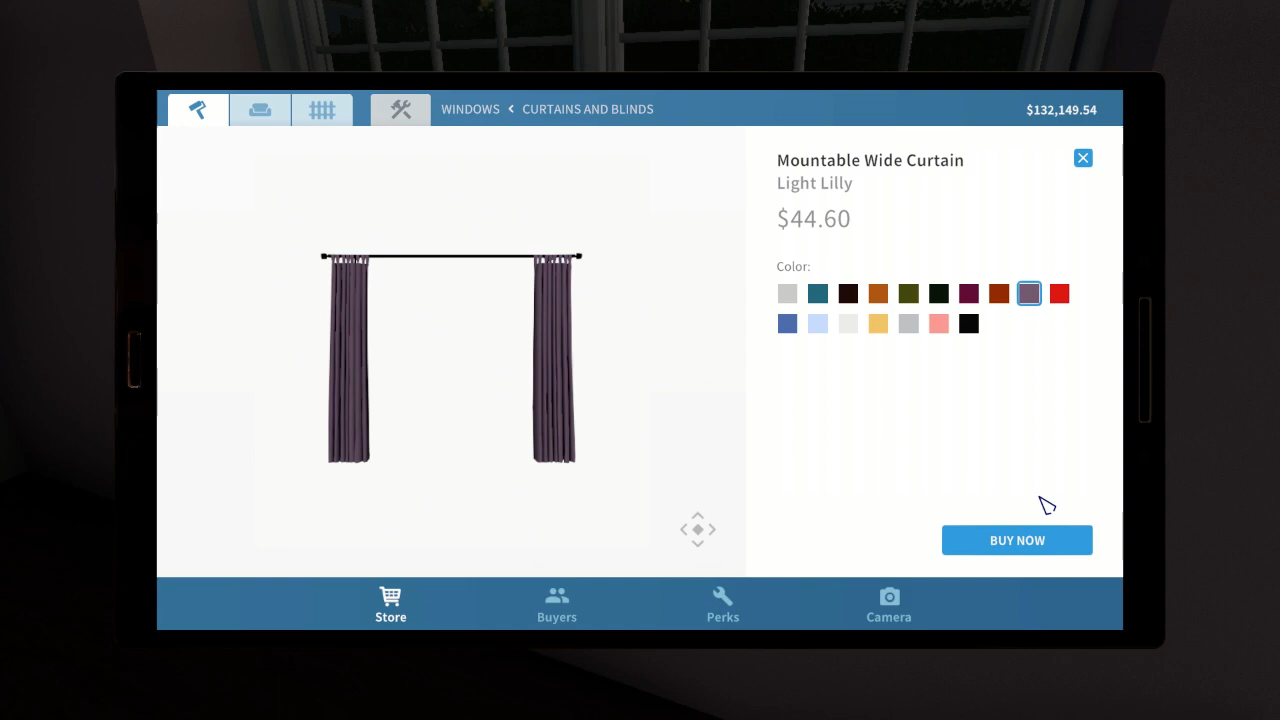 WINDOWS < CURTAINS AND BLINDS
$132,149.54
Mountable Wide Curtain
Light Lilly
$44.60
Color:
BUY NOW
Store
Buyers
Perks
Camera